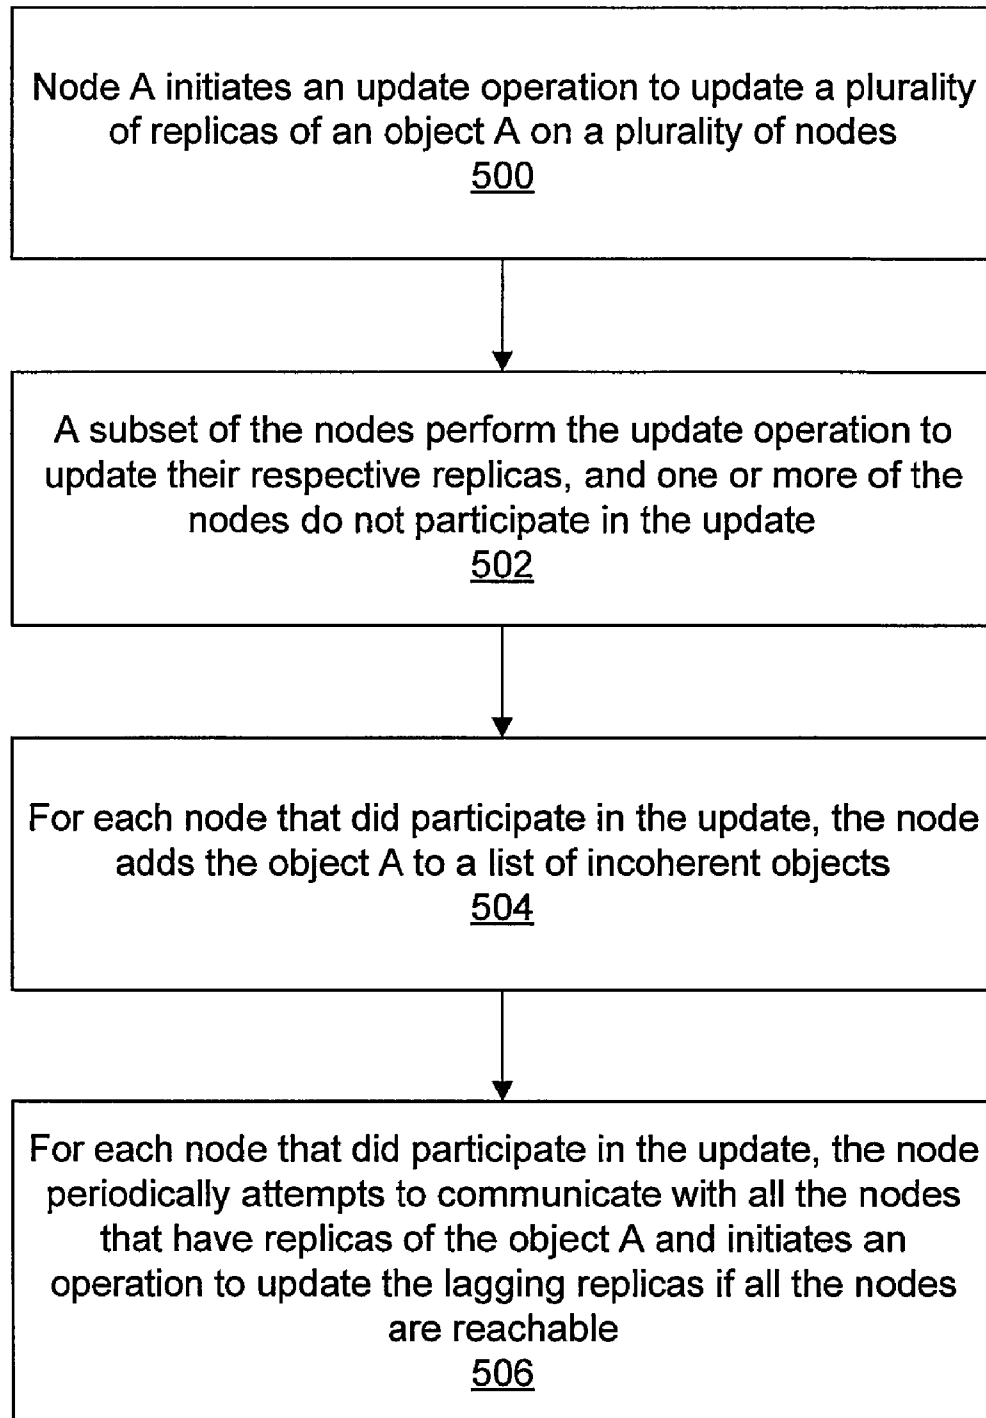 Node A initiates an update operation to update a plurality
of replicas of an object A on a plurality of nodes
500
A subset of the nodes perform the update operation to
update their respective replicas, and one or more of the
nodes do not participate in the update
502
For each node that did participate in the update, the node
adds the object A to a list of incoherent objects
504
For each node that did participate in the update, the node
periodically attempts to communicate with all the nodes
that have replicas of the object A and initiates an
operation to update the lagging replicas if all the nodes
are reachable
506